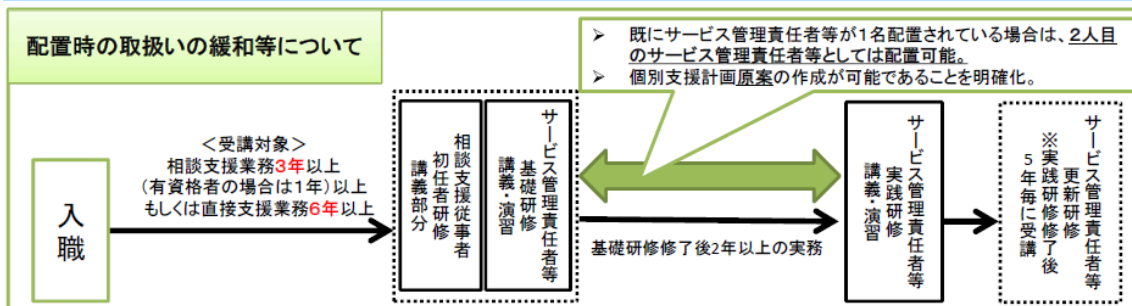 配置時の取扱いの緩和等について
➢ 既にサービス管理責任者等が1名配置されている場合は、2人目
のサービス管理責任者等としては配置可能。
➢ 個別支援計画原案の作成が可能であることを明確化。
入職
＜受講対象＞
相談支援業務3年以上
(有資格者の場合は1年)以上
もしくは直接支援業務6年以上
相談支援従事者
初任者研修
講義部分
サービス管理責任者等
基礎研修
講義・演習
基礎研修修了後2年以上の実務
サービス管理責任者等
実践研修
講義・演習
サービス管理責任者等
更新研修
※実践研修修了後
5年毎に受講